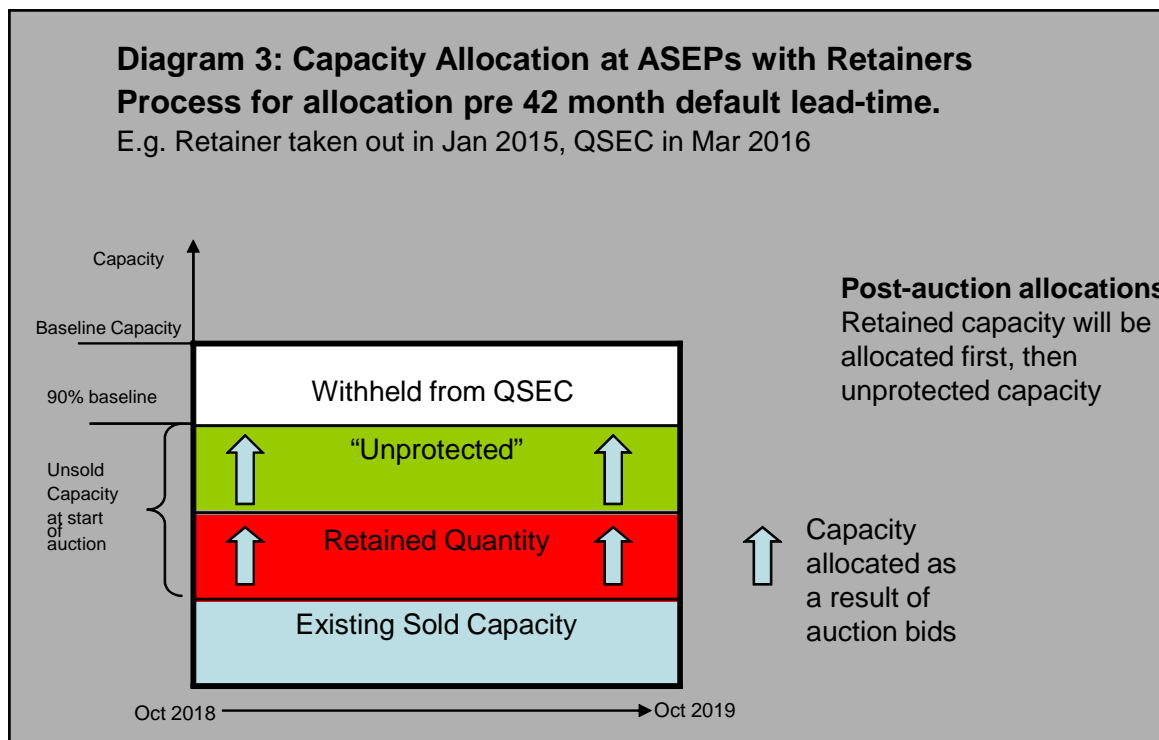 Diagram 3: Capacity Allocation at ASEPs with Retainers
Process for allocation pre 42 month default lead-time.
E.g. Retainer taken out in Jan 2015, QSEC in Mar 2016
Capacity
Baseline Capacity
90% baseline
Unsold
Capacity
at start
of
auction
Withheld from QSEC
“Unprotected”
Retained Quantity
Existing Sold Capacity
Oct 2018
Oct 2019
Post-auction allocations
Retained capacity will be
allocated first, then
unprotected capacity
Capacity
allocated as
a result of
auction bids